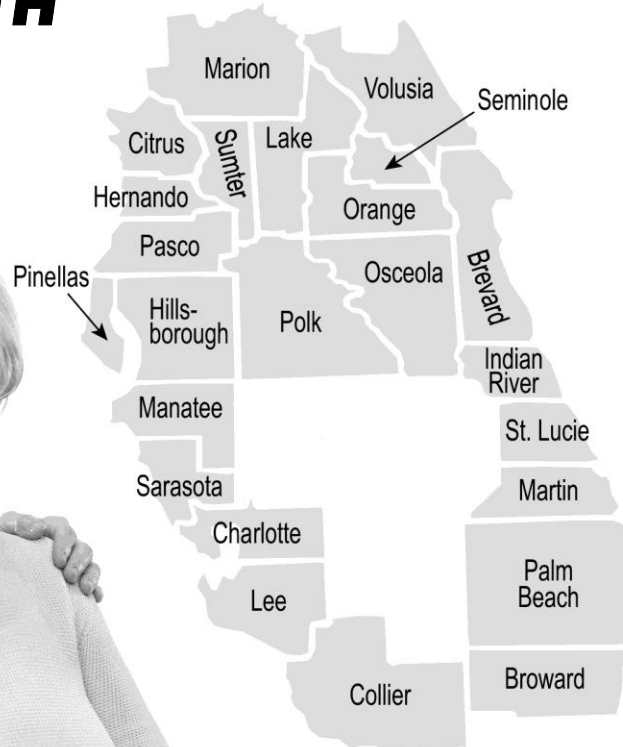 Marion
Volusia
Seminole
Citrus
Sumter
Lake
Hernando
Orange
Pasco
Osceola
Brevard
Pinellas
Hills-
borough
Polk
Indian
River
Manatee
St. Lucie
Sarasota
Martin
Charlotte
Palm
Beach
Lee
Broward
Collier